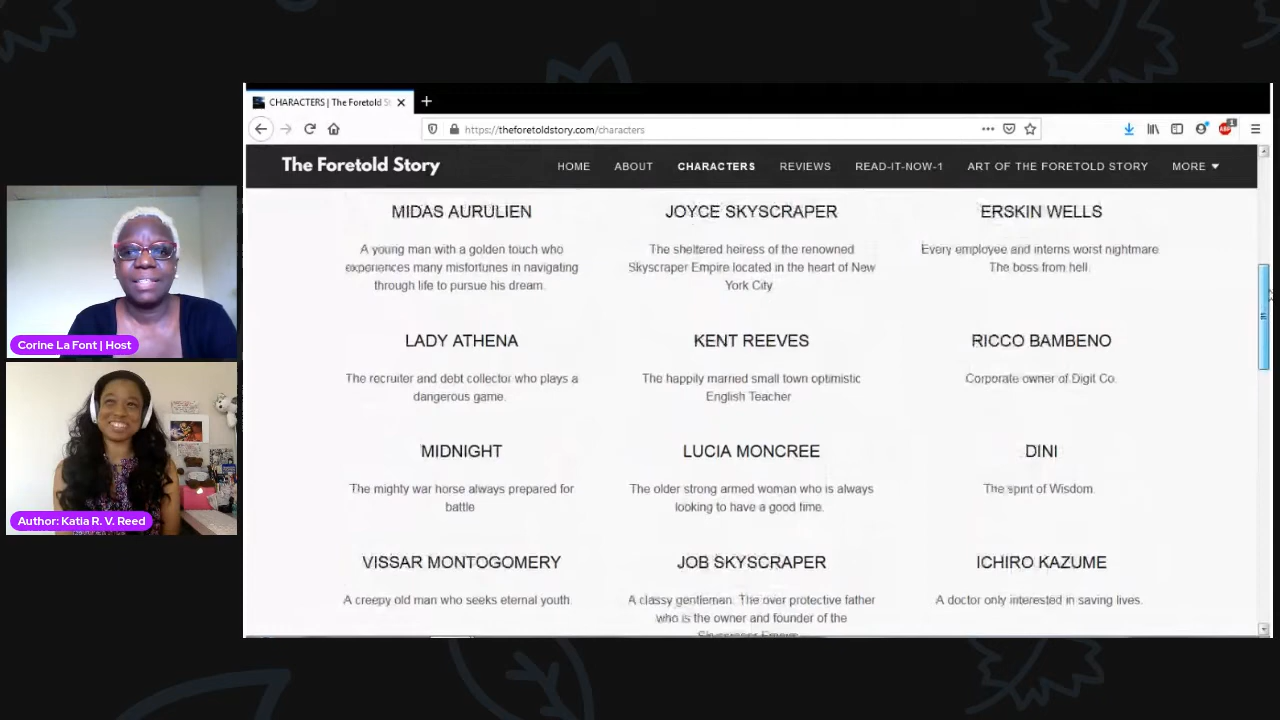 CHARACTERS | The Foretold St
https://theforetoldstory.com/characters
ABP
1
The Foretold Story
HOME
ABOUT
CHARACTERS
REVIEWS
READ-IT-NOW-1
ART OF THE FORETOLD STORY
MORE
MIDAS AURULIEN
A young man with a golden touch who
experiences many misfortunes in navigating
through life to pursue his dream.
JOYCE SKYSCRAPER
The sheltered heiress of the renowned
Skyscraper Empire located in the heart of New
York City
ERSKIN WELLS
Every employee and interns worst nightmare
The boss from hell.
LADY ATHENA
The recruiter and debt collector who plays a
dangerous game.
KENT REEVES
The happily married small town optimistic
English Teacher
RICCO BAMBENO
Corporate owner of Digit Co.
MIDNIGHT
The mighty war horse always prepared for
battle
LUCIA MONCREE
The older strong armed woman who is always
looking to have a good time.
DINI
The spirit of Wisdom.
VISSAR MONTOGOMERY
A creepy old man who seeks eternal youth.
JOB SKYSCRAPER
A classy gentleman. The over protective father
who is the owner and founder of the
Skyscraper Empire
ICHIRO KAZUME
A doctor only interested in saving lives.
Corine La Font | Host
Author: Katia R. V. Reed